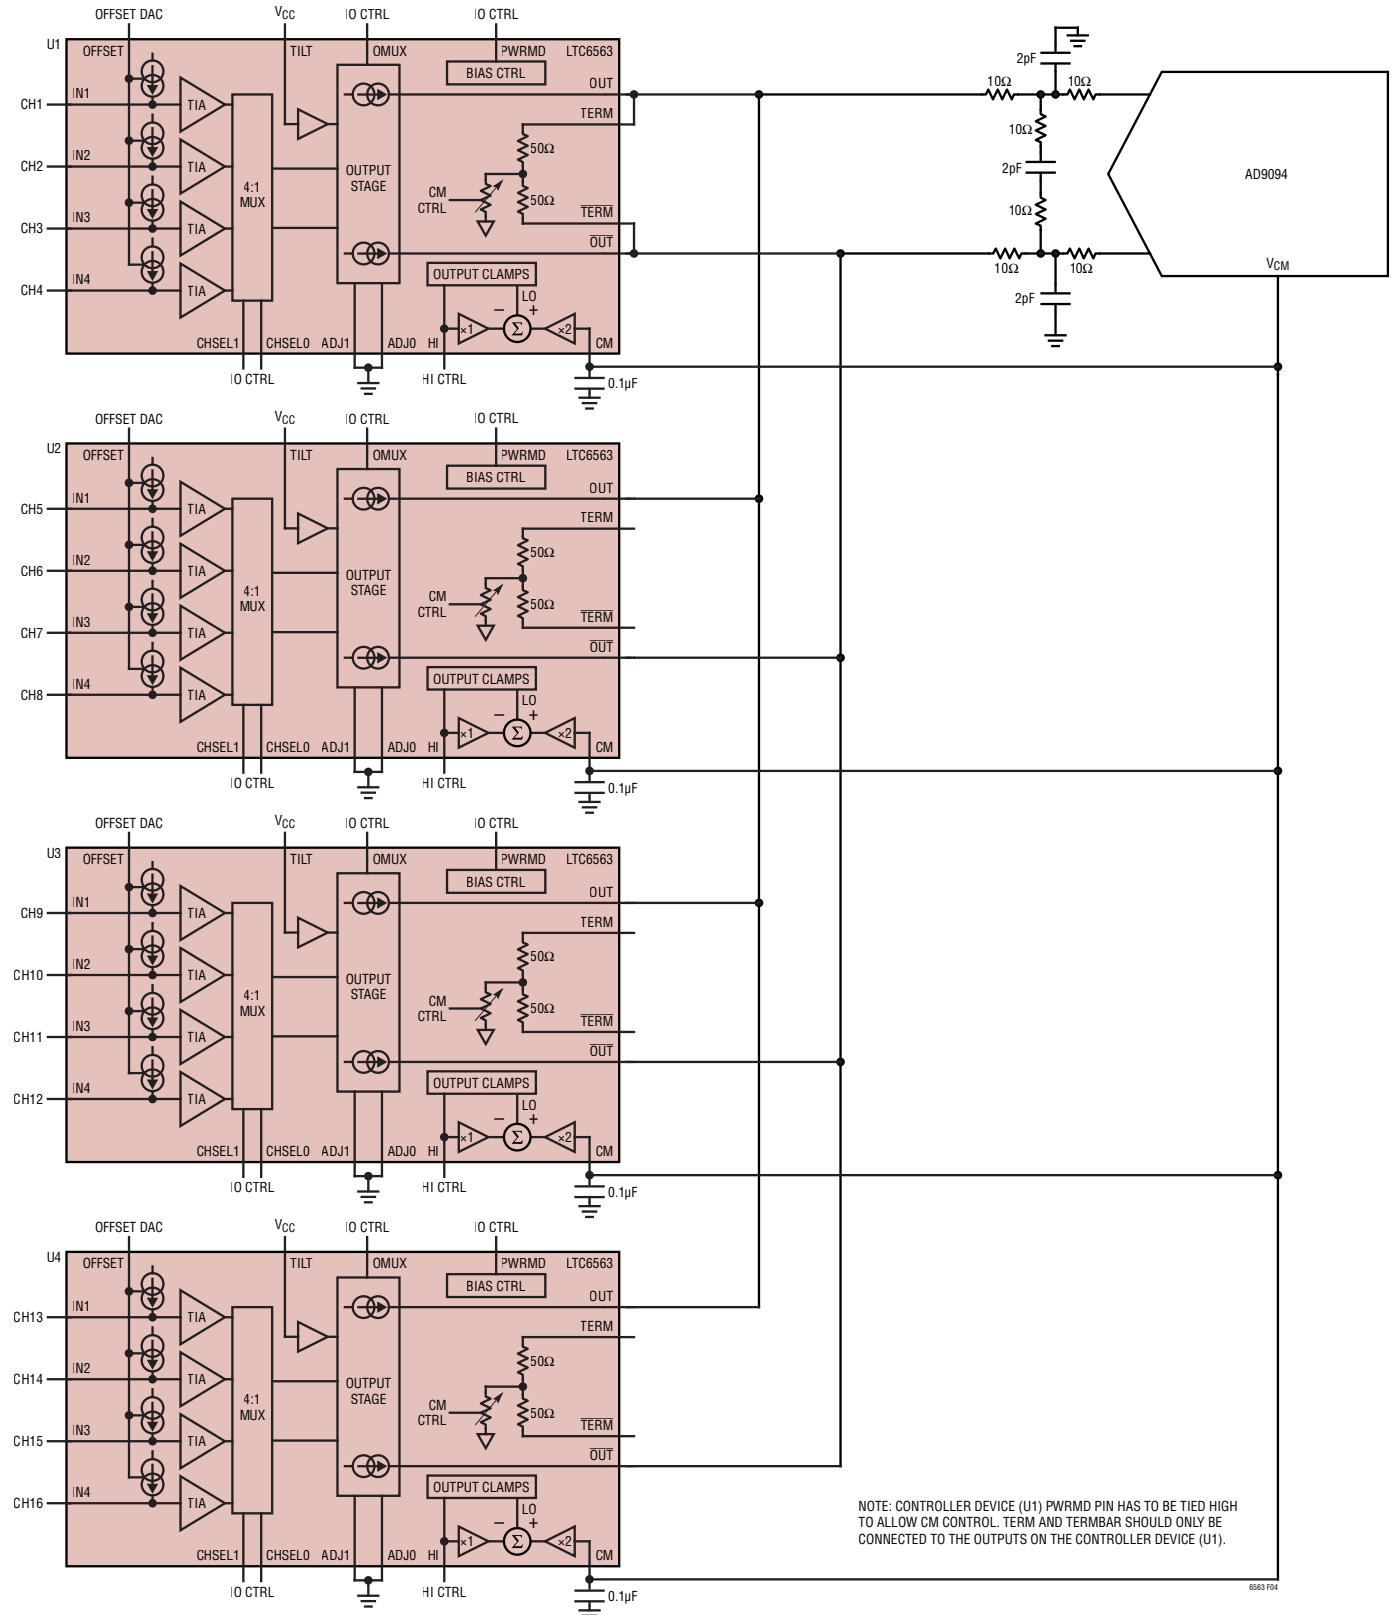 OFFSET DAC VCC IO CTRL IO CTRL
U1 OFFSET TILT OMUX PWRMD LTC6563
BIAS CTRL
2pF
OUT
10Ω 10Ω
CH1 IN1 TIA
TERM
10Ω
50Ω
CH2 IN2 TIA
4:1
MUX
OUTPUT
STAGE
CM
CTRL
2pF
AD9094
50Ω
CH3 IN3 TIA
TERM
10Ω
OUT
10Ω 10Ω
VCM
CH4 IN4 TIA
OUTPUT CLAMPS
LO
– +
×1 Σ ×2
2pF
CHSEL1 CHSEL0 ADJ1 ADJ0 HI CM
IO CTRL HI CTRL 0.1µF
OFFSET DAC VCC IO CTRL IO CTRL
U2 OFFSET TILT OMUX PWRMD LTC6563
BIAS CTRL
OUT
CH5 IN1 TIA
TERM
50Ω
CH6 IN2 TIA
4:1
MUX
OUTPUT
STAGE
CM
CTRL
50Ω
CH7 IN3 TIA
TERM
OUT
CH8 IN4 TIA
OUTPUT CLAMPS
LO
– +
×1 Σ ×2
CHSEL1 CHSEL0 ADJ1 ADJ0 HI CM
IO CTRL HI CTRL 0.1µF
OFFSET DAC VCC IO CTRL IO CTRL
U3 OFFSET TILT OMUX PWRMD LTC6563
BIAS CTRL
OUT
CH9 IN1 TIA
TERM
50Ω
CH10 IN2 TIA
4:1
MUX
OUTPUT
STAGE
CM
CTRL
50Ω
CH11 IN3 TIA
TERM
OUT
CH12 IN4 TIA
OUTPUT CLAMPS
LO
– +
×1 Σ ×2
CHSEL1 CHSEL0 ADJ1 ADJ0 HI CM
IO CTRL HI CTRL 0.1µF
OFFSET DAC VCC IO CTRL IO CTRL
U4 OFFSET TILT OMUX PWRMD LTC6563
BIAS CTRL
OUT
CH13 IN1 TIA
TERM
50Ω
CH14 IN2 TIA
4:1
MUX
OUTPUT
STAGE
CM
CTRL
50Ω
CH15 IN3 TIA
TERM
OUT
CH16 IN4 TIA
OUTPUT CLAMPS
LO
– +
×1 Σ ×2
CHSEL1 CHSEL0 ADJ1 ADJ0 HI CM
IO CTRL HI CTRL 0.1µF
NOTE: CONTROLLER DEVICE (U1) PWRMD PIN HAS TO BE TIED HIGH
TO ALLOW CM CONTROL. TERM AND TERMBAR SHOULD ONLY BE
CONNECTED TO THE OUTPUTS ON THE CONTROLLER DEVICE (U1).
6563 F04